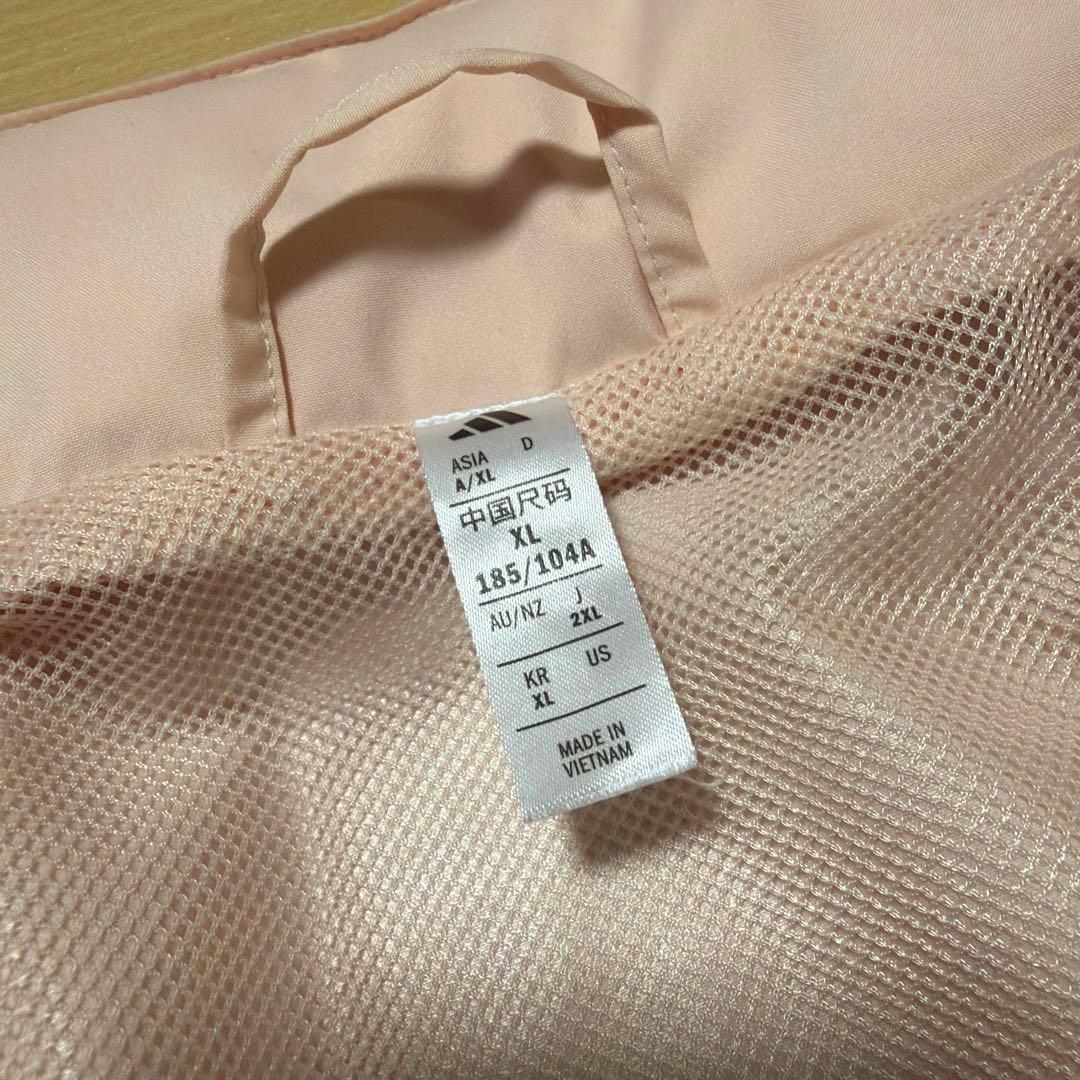 ASIA D
A/XL
中国尺码
XL
185/104A
AU/NZ J
2XL
US
KR
XL
MADE IN
VIETNAM